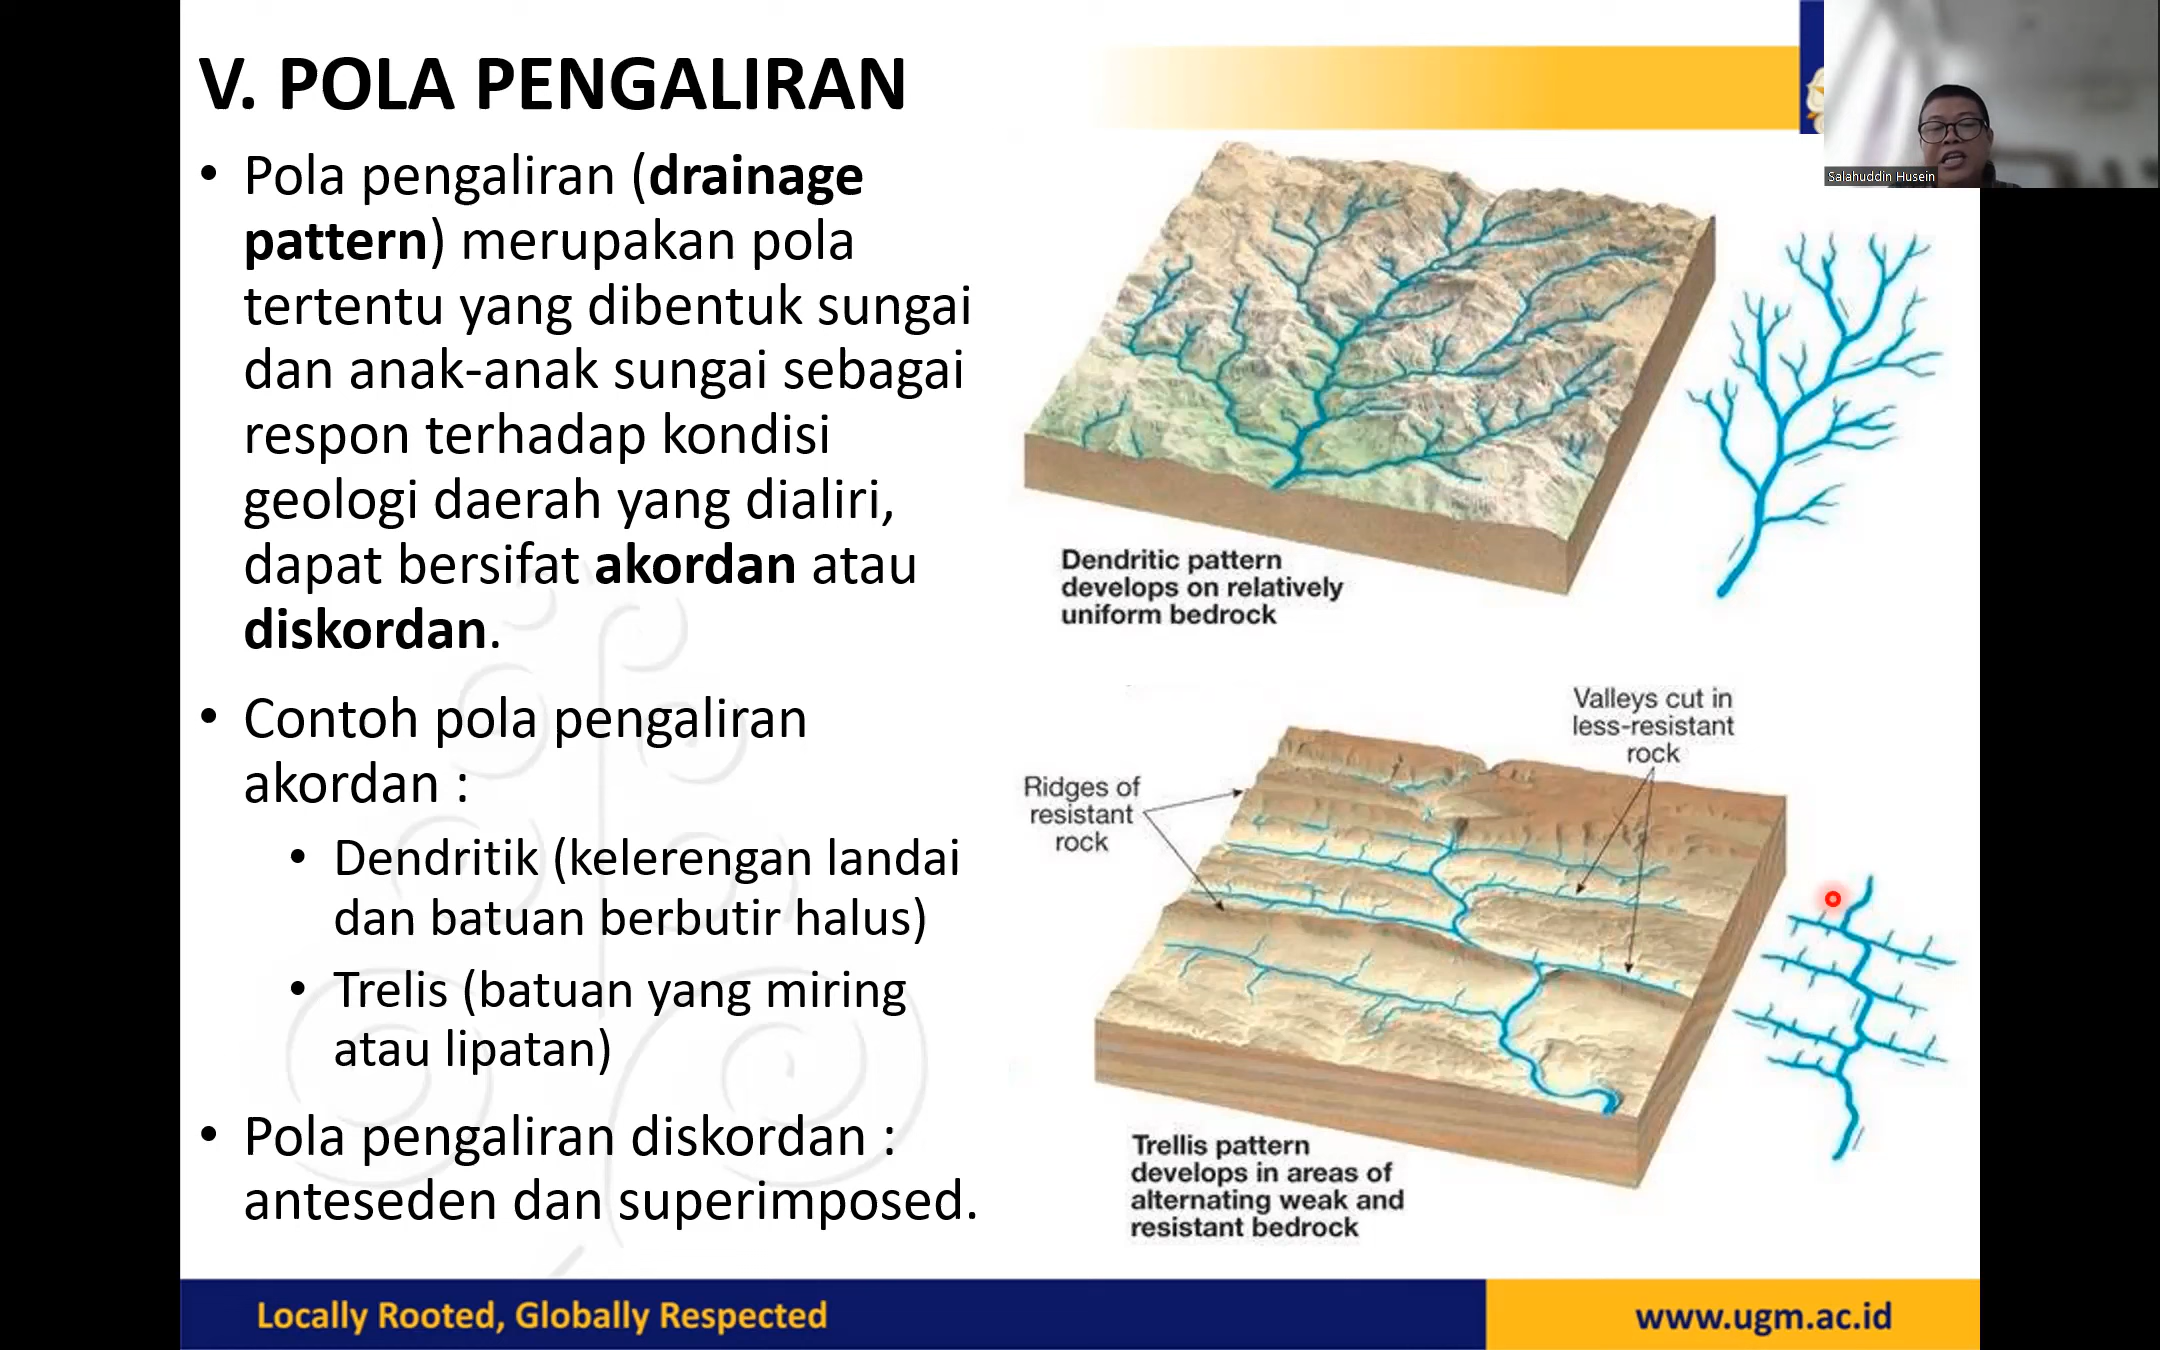 V. POLA PENGALIRAN
• Pola pengaliran (drainage
pattern) merupakan pola
tertentu yang dibentuk sungai
dan anak-anak sungai sebagai
respon terhadap kondisi
geologi daerah yang dialiri,
dapat bersifat akordan atau
diskordan.
• Contoh pola pengaliran
akordan :
• Dendritik (kelerengan landai
dan batuan berbutir halus)
• Trelis (batuan yang miring
atau lipatan)
• Pola pengaliran diskordan :
anteseden dan superimposed.
Salahuddin Husein
Dendritic pattern
develops on relatively
uniform bedrock
Valleys cut in
less-resistant
rock
Ridges of
resistant
rock
Trellis pattern
develops in areas of
alternating weak and
resistant bedrock
Locally Rooted, Globally Respected
www.ugm.ac.id